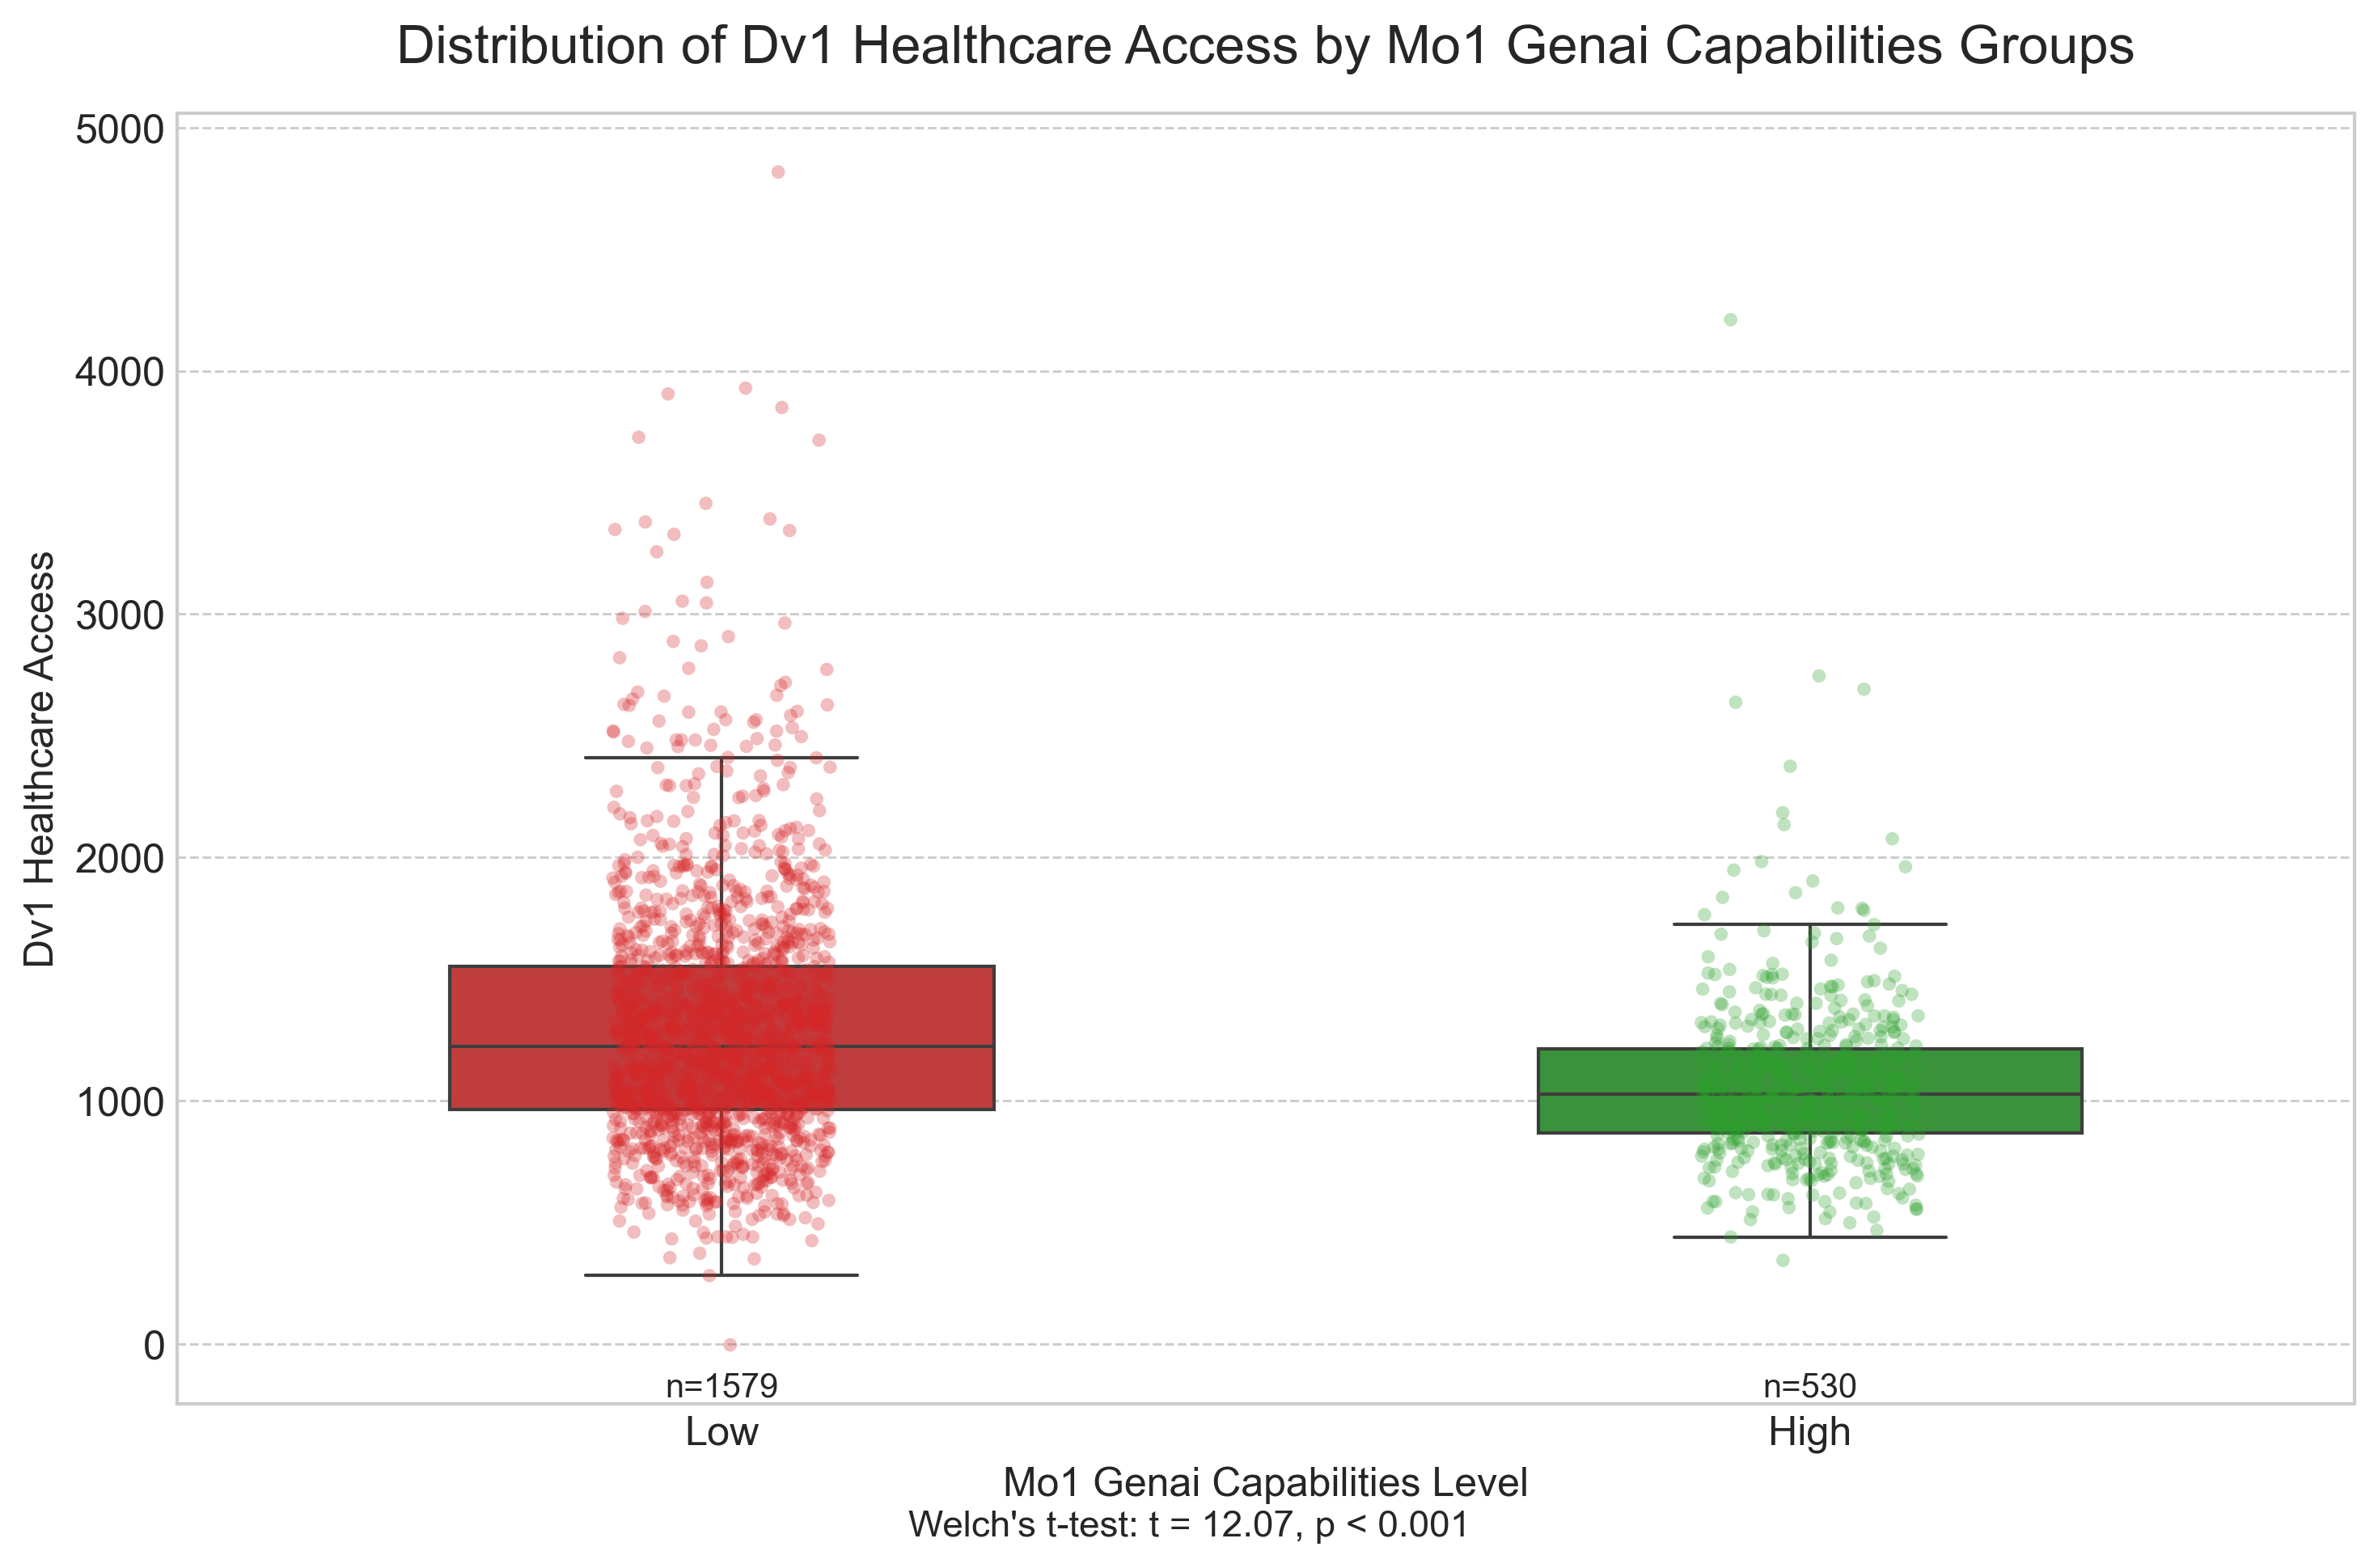 Distribution of Dv1 Healthcare Access by Mo1 Genai Capabilities Groups
Dv1 Healthcare Access
5000
4000
3000
2000
1000
0
n=1579
n=530
Low
High
Mo1 Genai Capabilities Level
Welch's t-test: t = 12.07, p < 0.001